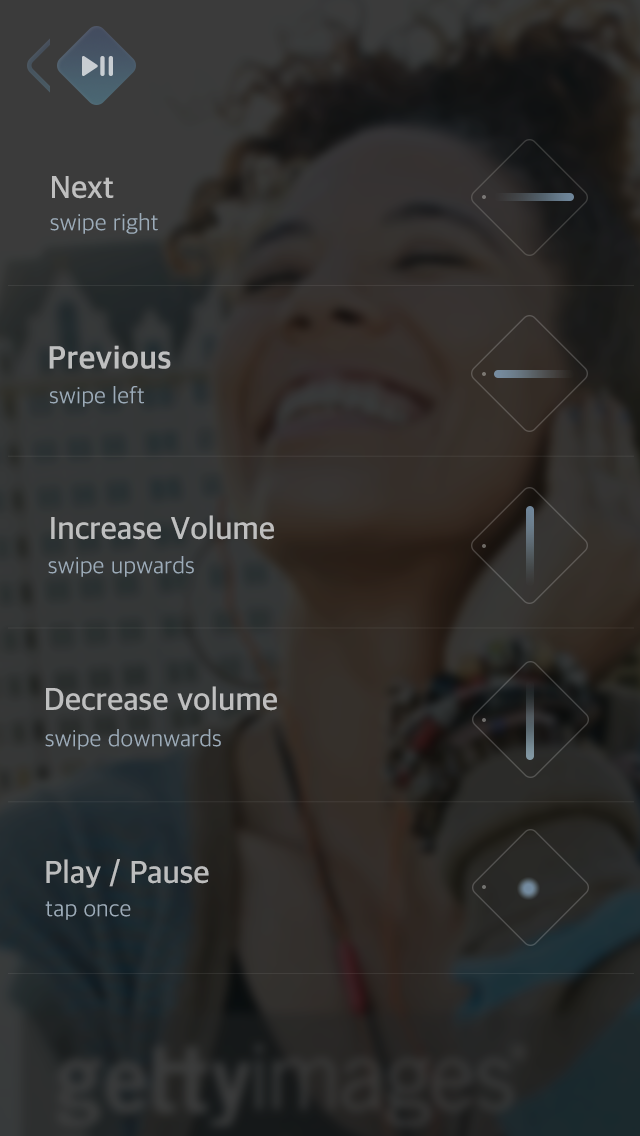 Next
swipe right
Previous
swipe left
Increase Volume
swipe upwards
Decrease volume
swipe downwards
Play / Pause
tap once
gettyimages®